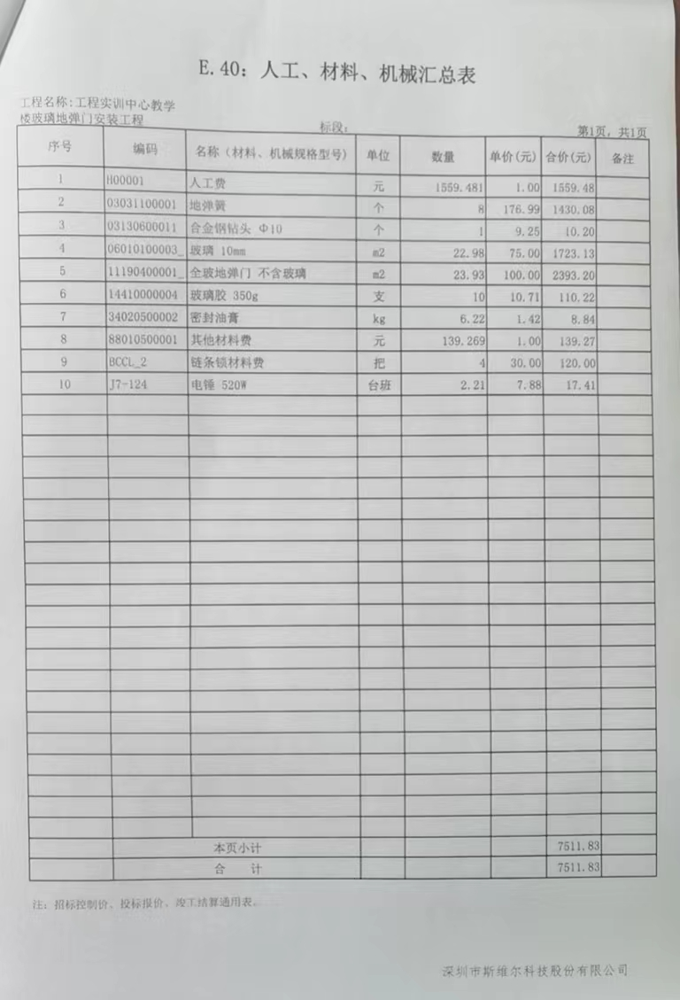 E.40：人工、材料、机械汇总表
工程名称：工程实训中心教学
楼玻璃地弹门安装工程
标段：
第1页，共1页
序号 编码 名称（材料、机械规格型号） 单位 数量 单价(元) 合价(元) 备注
1 H00001 人工费 元 1559.481 1.00 1559.48
2 03031100001 地弹簧 个 8 176.99 1430.08
3 03130600011 合金钢钻头 Φ10 个 1 9.25 10.20
4 06010100003_ 玻璃 10mm m2 22.98 75.00 1723.13
5 11190400001_ 全玻地弹门 不含玻璃 m2 23.93 100.00 2393.20
6 14410000004 玻璃胶 350g 支 10 10.71 110.22
7 34020500002 密封油膏 kg 6.22 1.42 8.84
8 88010500001 其他材料费 元 139.269 1.00 139.27
9 BCCL_2 链条锁材料费 把 4 30.00 120.00
10 J7-124 电锤 520W 台班 2.21 7.88 17.41
本页小计 7511.83
合 计 7511.83
注：招标控制价、投标报价、竣工结算通用表。
深圳市斯维尔科技股份有限公司